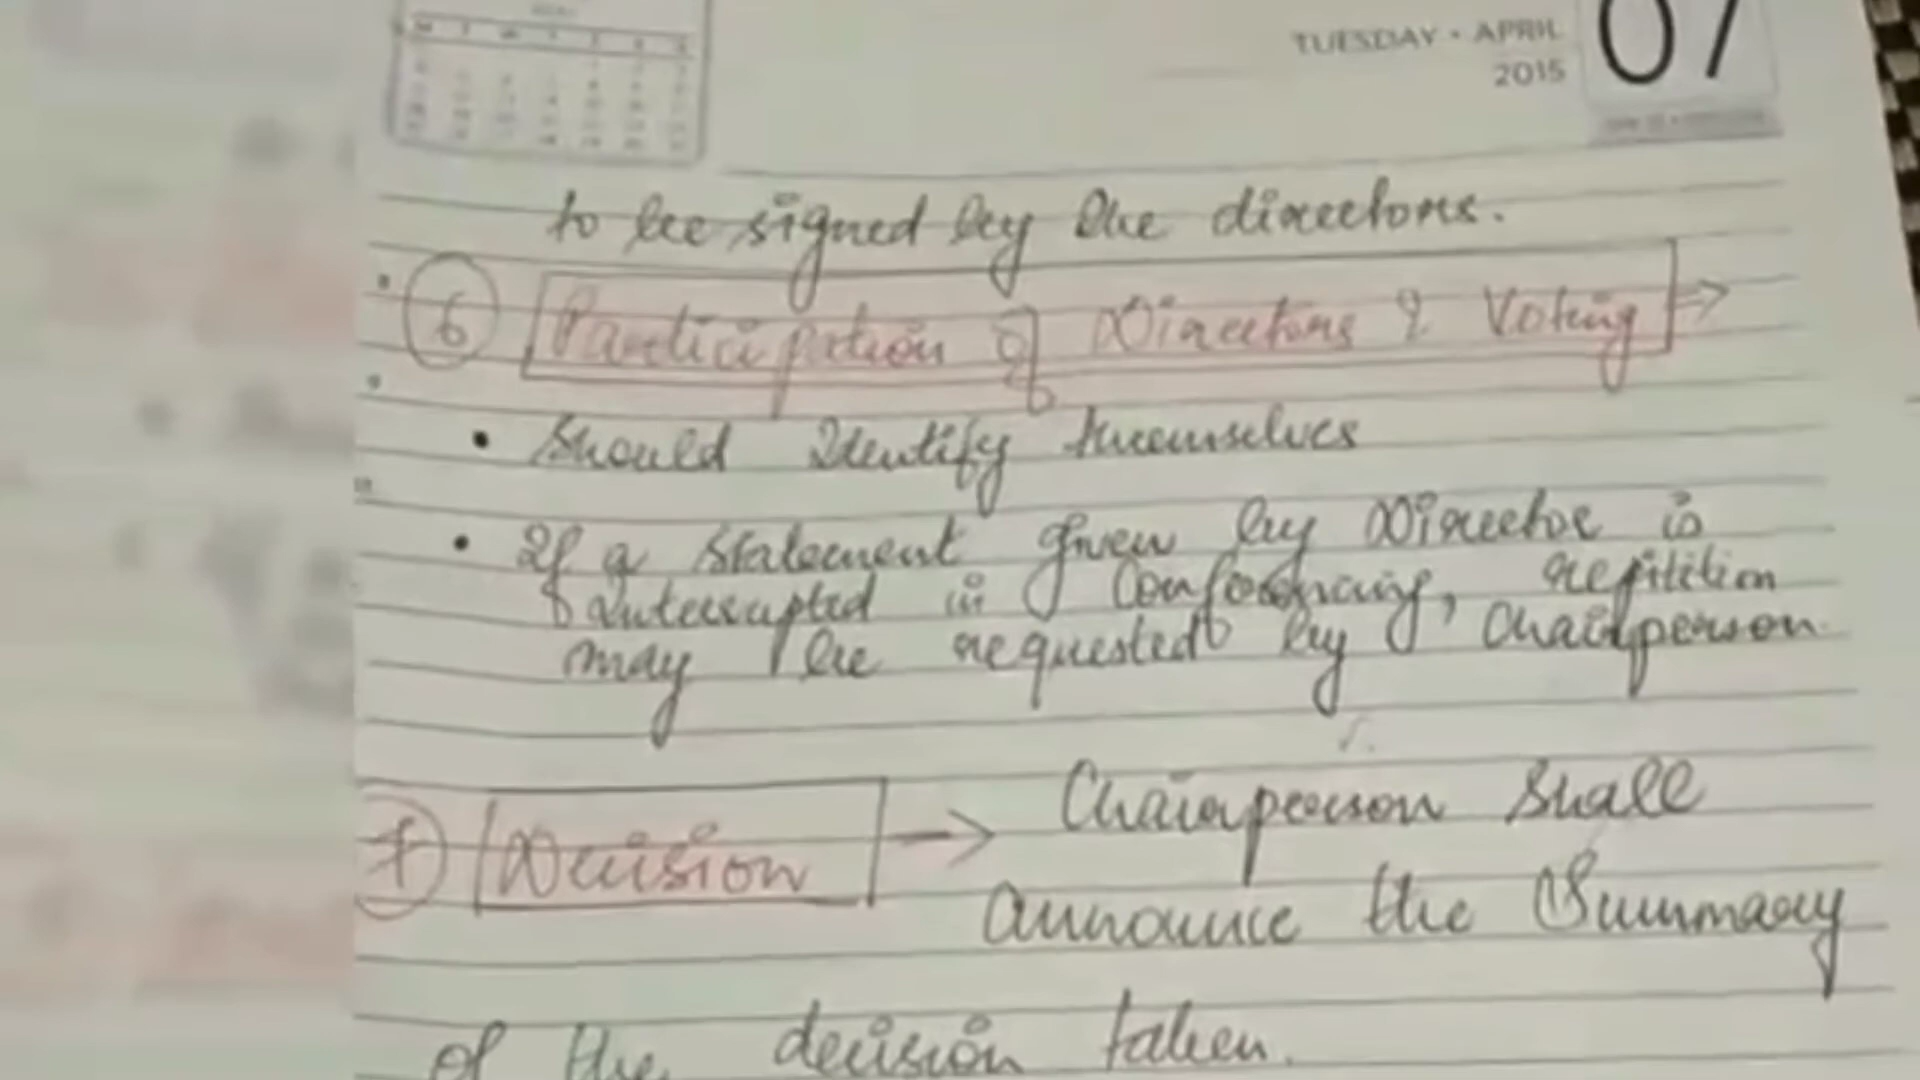 TUESDAY • APRIL
2015
07
to be signed by the directors.
6 Participation of Directors & Voting →
• Should Identify themselves
• If a statement given by Director is
interrupted in Conferencing, repitition
may be requested by Chairperson
7 Decision → Chairperson Shall
announce the Summary
of the decision taken.